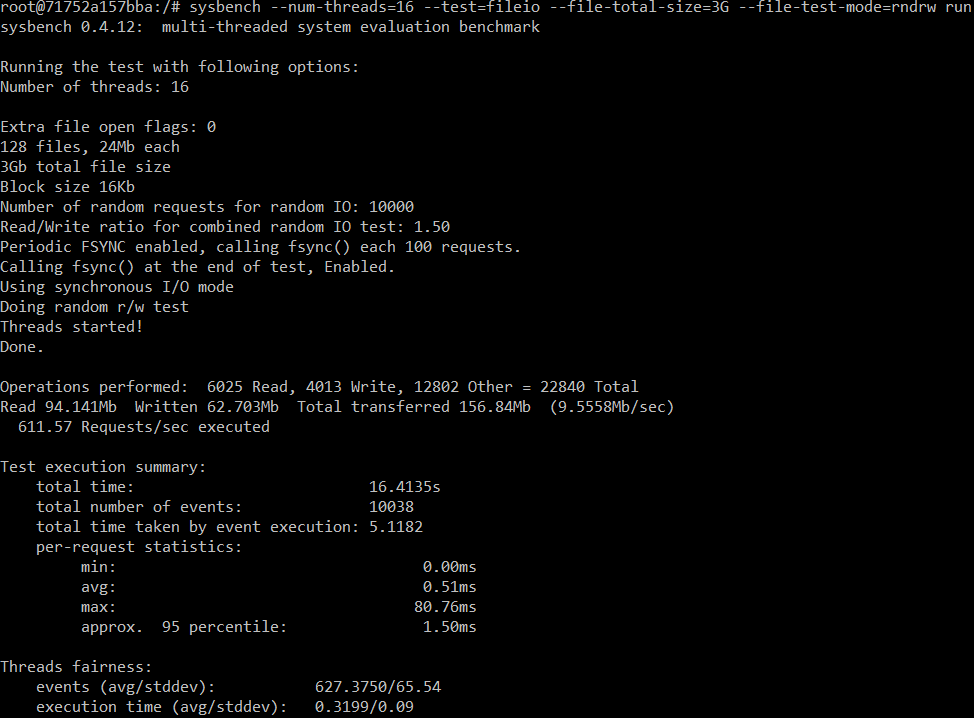 root@71752a157bba:/# sysbench --num-threads=16 --test=fileio --file-total-size=3G --file-test-mode=rndrw run
sysbench 0.4.12:  multi-threaded system evaluation benchmark

Running the test with following options:
Number of threads: 16

Extra file open flags: 0
128 files, 24Mb each
3Gb total file size
Block size 16Kb
Number of random requests for random IO: 10000
Read/Write ratio for combined random IO test: 1.50
Periodic FSYNC enabled, calling fsync() each 100 requests.
Calling fsync() at the end of test, Enabled.
Using synchronous I/O mode
Doing random r/w test
Threads started!
Done.

Operations performed:  6025 Read, 4013 Write, 12802 Other = 22840 Total
Read 94.141Mb  Written 62.703Mb  Total transferred 156.84Mb  (9.5558Mb/sec)
  611.57 Requests/sec executed

Test execution summary:
    total time:                          16.4135s
    total number of events:              10038
    total time taken by event execution: 5.1182
    per-request statistics:
         min:                                  0.00ms
         avg:                                  0.51ms
         max:                                 80.76ms
         approx.  95 percentile:               1.50ms

Threads fairness:
    events (avg/stddev):           627.3750/65.54
    execution time (avg/stddev):   0.3199/0.09